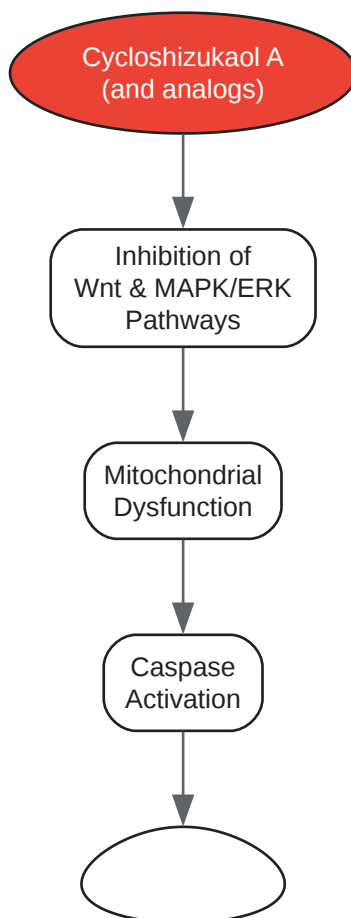 Cycloshizukaol A
(and analogs)
Inhibition of
Wnt & MAPK/ERK
Pathways
Mitochondrial
Dysfunction
Caspase
Activation